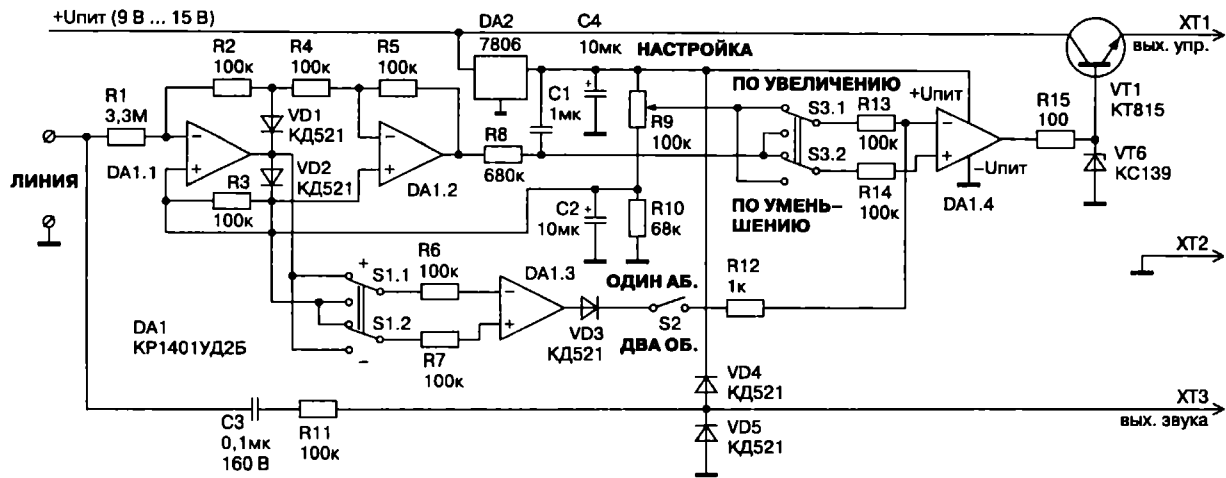 +Uпит (9 В ... 15 В)
DA2
7806
C4
10мк
НАСТРОЙКА
XT1
вых. упр.
R2
100к
R4
100к
R5
100к
R1
3,3М
VD1
КД521
C1
1мк
R9
100к
ПО УВЕЛИЧЕНИЮ
S3.1
R13
100к
+Uпит
R15
100
VT1
КТ815
ЛИНИЯ
DA1.1
VD2
КД521
DA1.2
R8
680к
S3.2
R14
100к
–Uпит
DA1.4
VT6
КС139
R3
100к
C2
10мк
R10
68к
ПО УМЕНЬ–
ШЕНИЮ
XT2
+
S1.1
R6
100к
DA1.3
ОДИН АБ.
R12
1к
S1.2
–
R7
100к
VD3
КД521
S2
ДВА ОБ.
DA1
КР1401УД2Б
VD4
КД521
XT3
вых. звука
C3
0,1мк
160 В
R11
100к
VD5
КД521